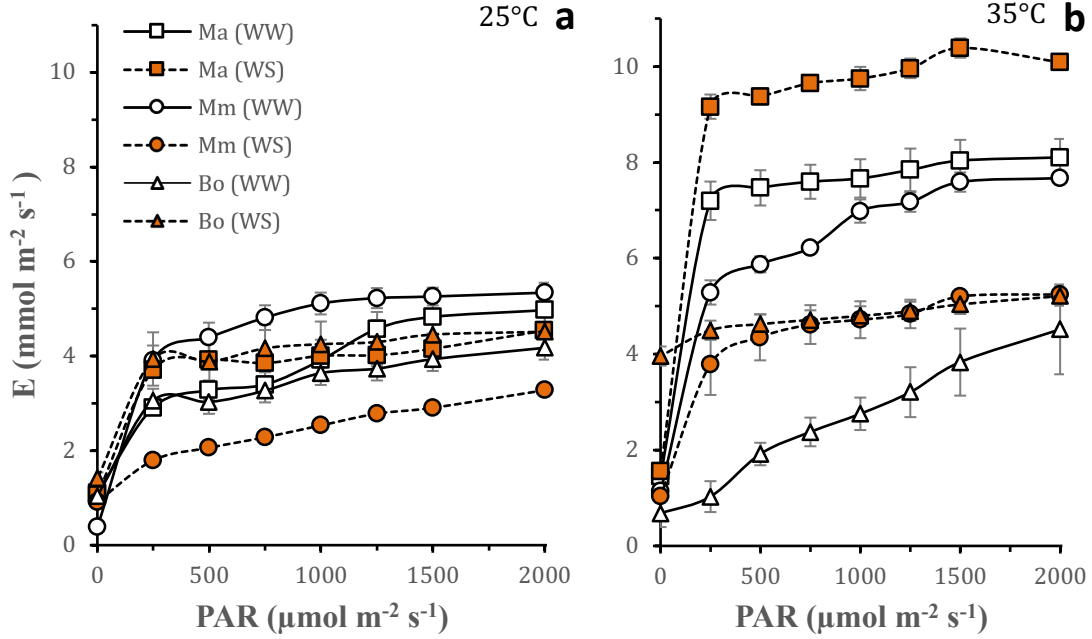 25°C a
35°C b
Ma (WW)
Ma (WS)
Mm (WW)
Mm (WS)
Bo (WW)
Bo (WS)
E (mmol m⁻² s⁻¹)
10
8
6
4
2
0
0 500 1000 1500 2000
PAR (μmol m⁻² s⁻¹)
10
8
6
4
2
0
0 500 1000 1500 2000
PAR (μmol m⁻² s⁻¹)